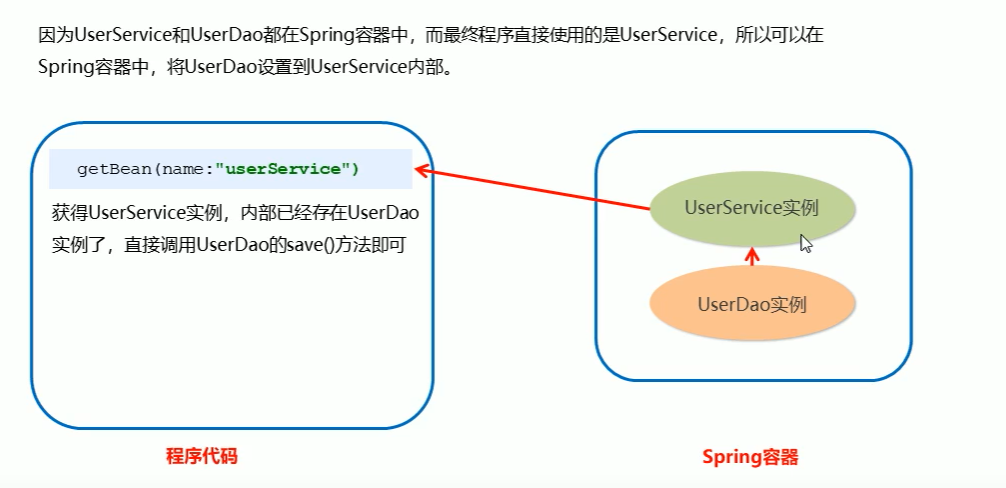 因为UserService和UserDao都在Spring容器中，而最终程序直接使用的是UserService，所以可以在
Spring容器中，将UserDao设置到UserService内部。
getBean(name:"userService")
获得UserService实例，内部已经存在UserDao
实例了，直接调用UserDao的save()方法即可
UserService实例
UserDao实例
程序代码
Spring容器